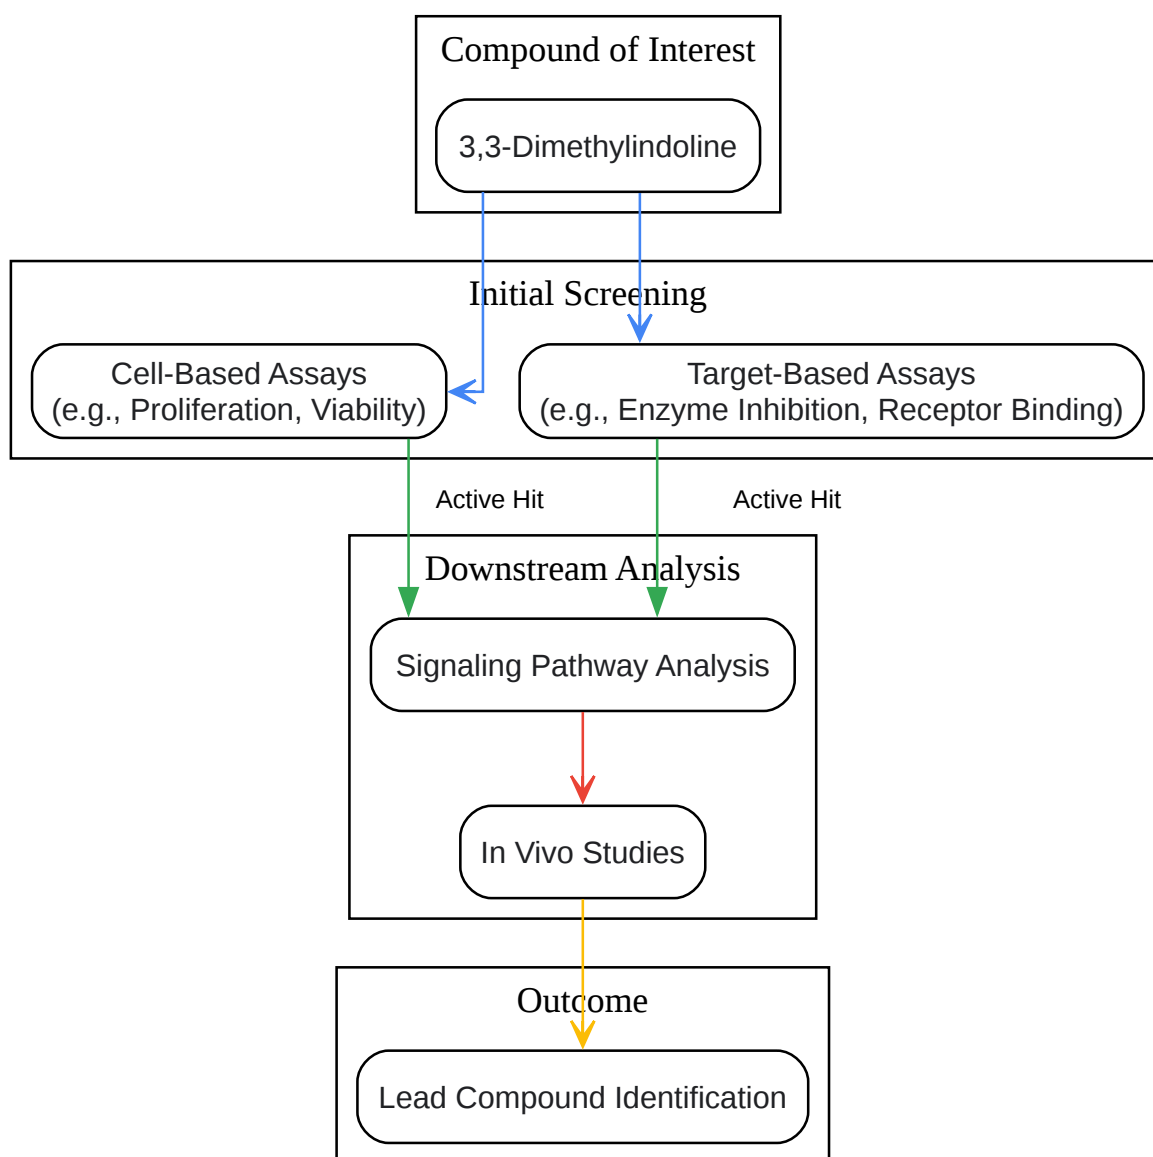 Compound of Interest
3,3-Dimethylindoline
Initial Screening
Cell-Based Assays
(e.g., Proliferation, Viability)
Target-Based Assays
(e.g., Enzyme Inhibition, Receptor Binding)
Active Hit
Active Hit
Downstream Analysis
Signaling Pathway Analysis
In Vivo Studies
Outcome
Lead Compound Identification